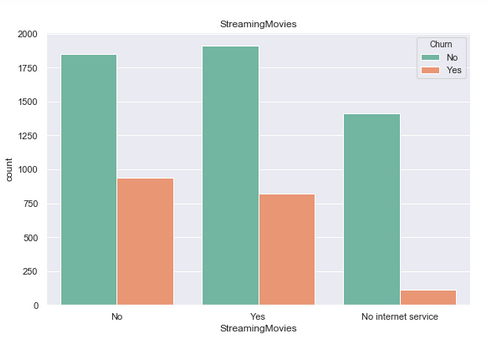 StreamingMovies
2000
1750
1500
1250
1000
750
500
250
0
count
Churn
No
Yes
No Yes No internet service
StreamingMovies